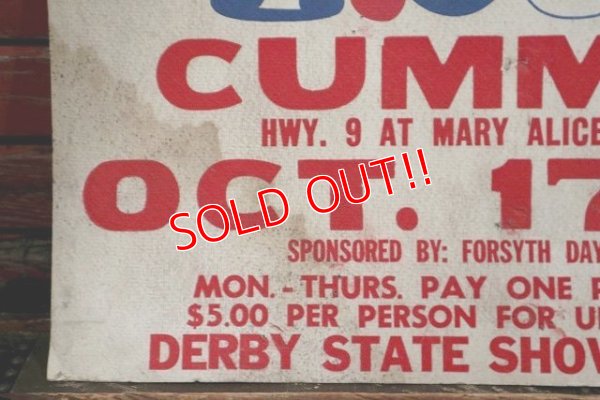 CUMM
HWY. 9 AT MARY ALICE
OCT. 17
SOLD OUT!!
SPONSORED BY: FORSYTH DAY
MON. - THURS. PAY ONE
$5.00 PER PERSON FOR
DERBY STATE SHOW